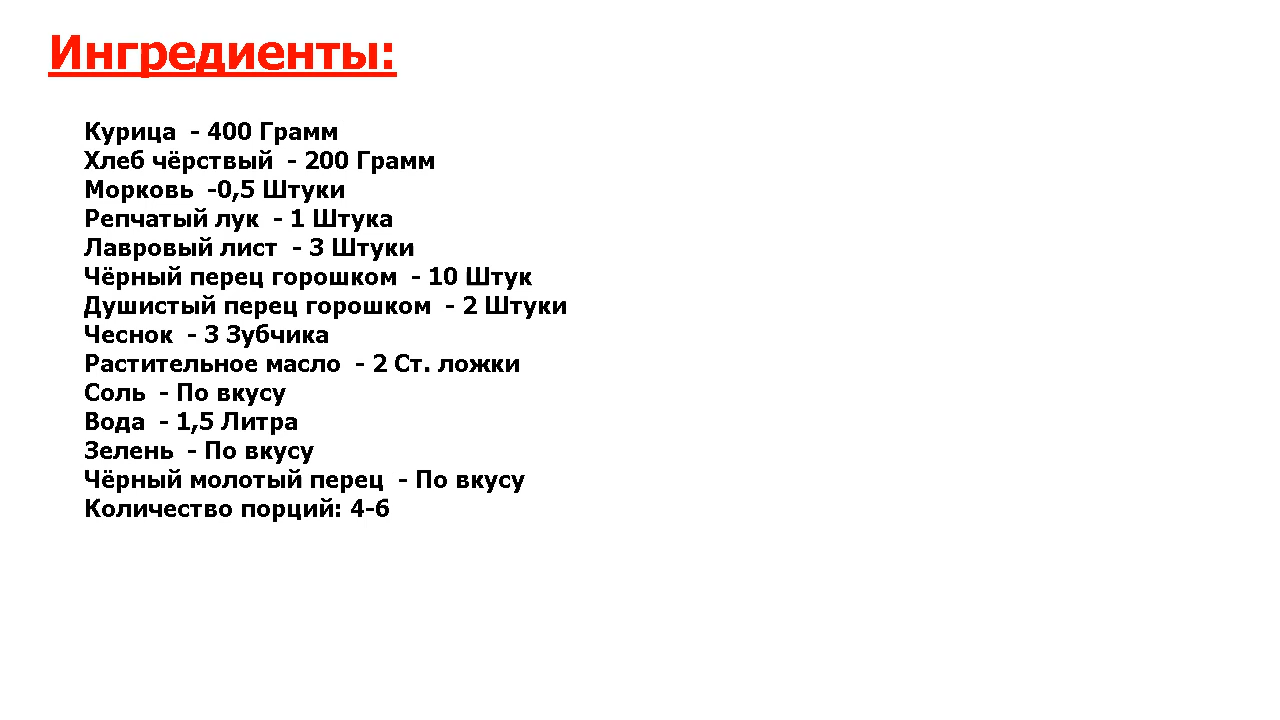 Ингредиенты:
Курица  - 400 Грамм
Хлеб чёрствый  - 200 Грамм
Морковь  -0,5 Штуки
Репчатый лук  - 1 Штука
Лавровый лист  - 3 Штуки
Чёрный перец горошком  - 10 Штук
Душистый перец горошком  - 2 Штуки
Чеснок  - 3 Зубчика
Растительное масло  - 2 Ст. ложки
Соль  - По вкусу
Вода  - 1,5 Литра
Зелень  - По вкусу
Чёрный молотый перец  - По вкусу
Количество порций: 4-6